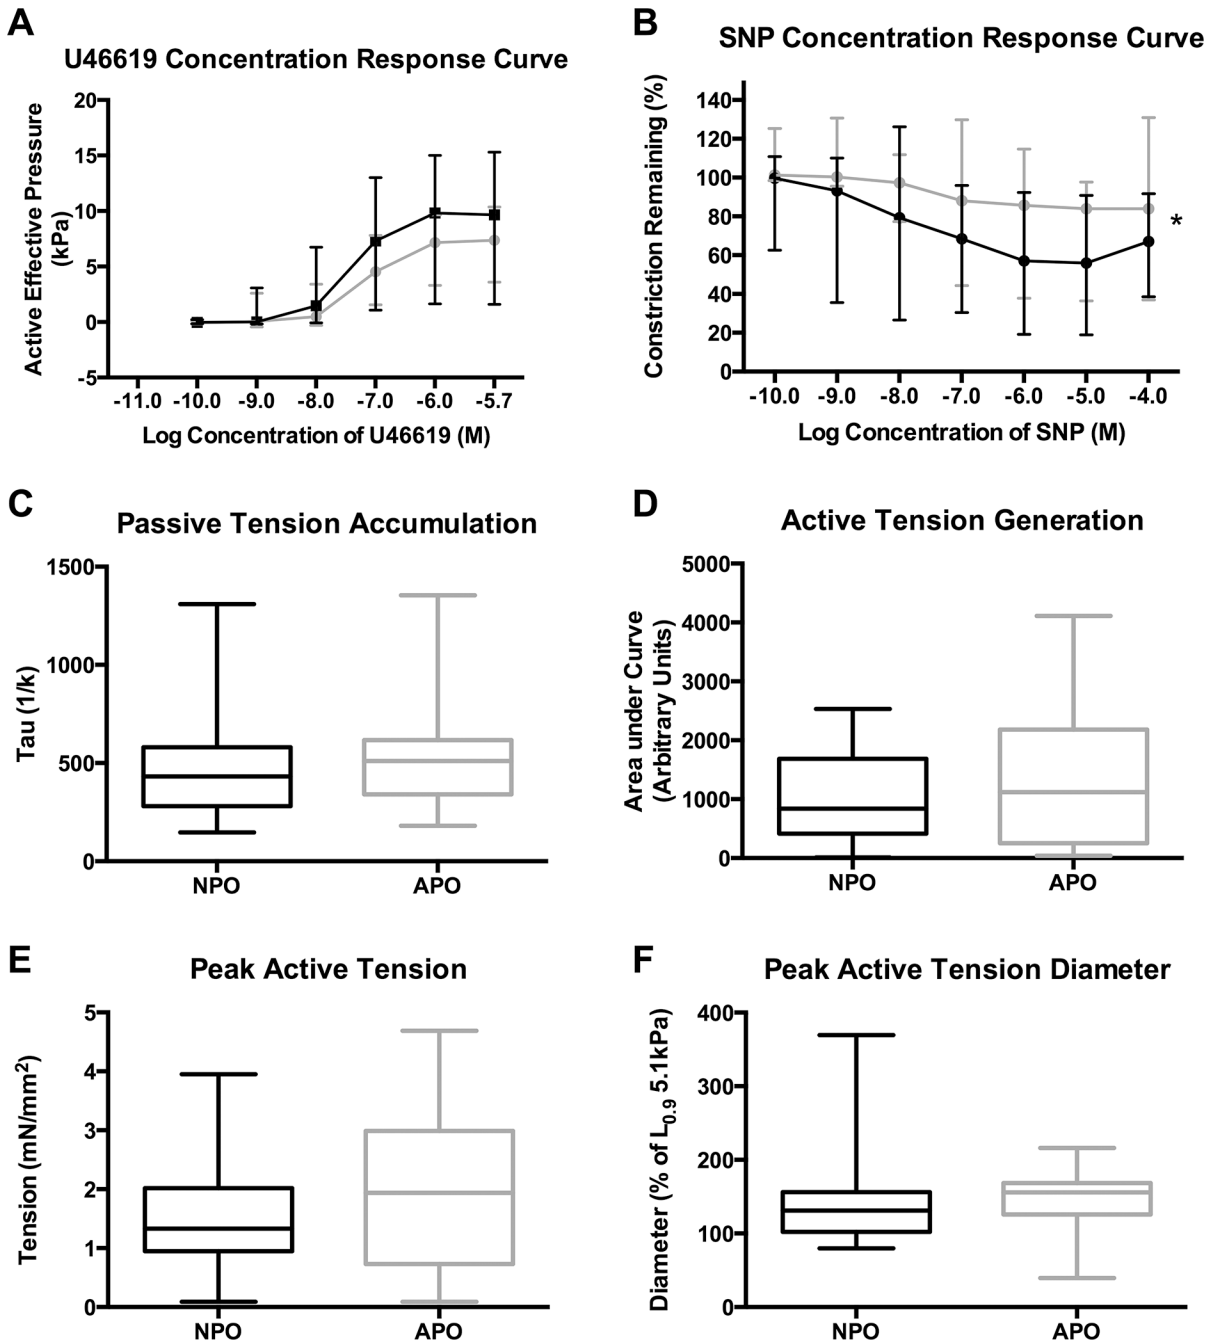 A
U46619 Concentration Response Curve
Active Effective Pressure
(kPa)
20
15
10
5
0
-5
-11.0 -10.0 -9.0 -8.0 -7.0 -6.0 -5.7
Log Concentration of U46619 (M)
B
SNP Concentration Response Curve
Constriction Remaining (%)
140
120
100
80
60
40
20
0
*
-10.0 -9.0 -8.0 -7.0 -6.0 -5.0 -4.0
Log Concentration of SNP (M)
C
Passive Tension Accumulation
Tau (1/k)
1500
1000
500
0
NPO APO
D
Active Tension Generation
Area under Curve
(Arbitrary Units)
5000
4000
3000
2000
1000
0
NPO APO
E
Peak Active Tension
Tension (mN/mm²)
5
4
3
2
1
0
NPO APO
F
Peak Active Tension Diameter
Diameter (% of L₀.₉ 5.1kPa)
400
300
200
100
0
NPO APO